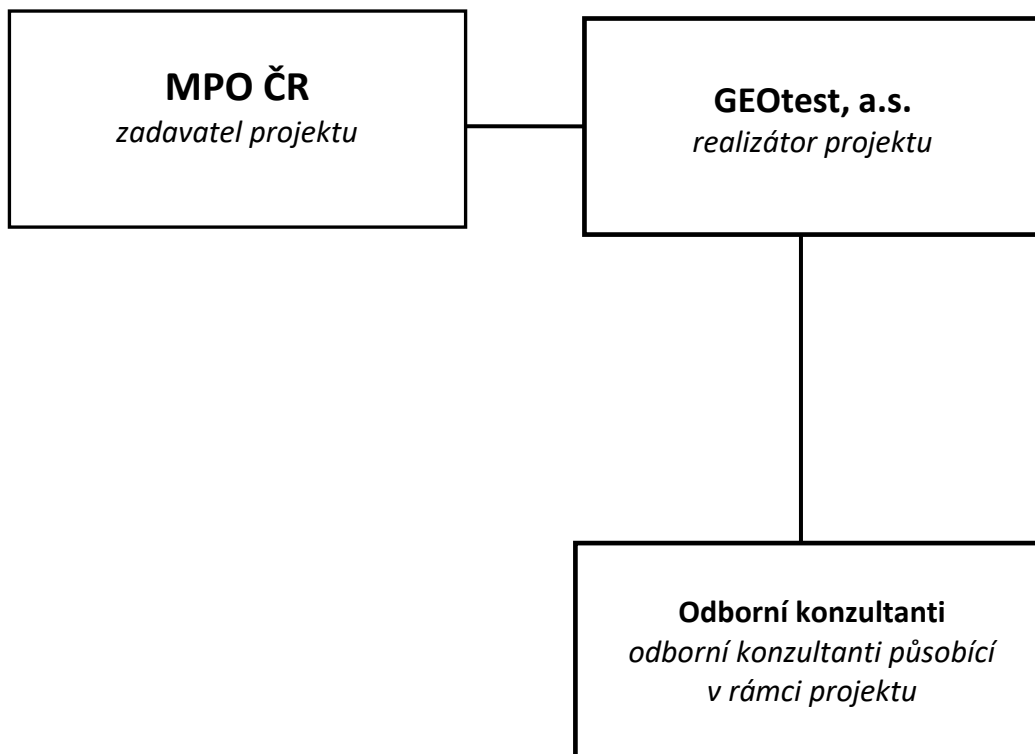 MPO ČR
zadavatel projektu
GEOtest, a.s.
realizátor projektu
Odborní konzultanti
odborní konzultanti působící
v rámci projektu